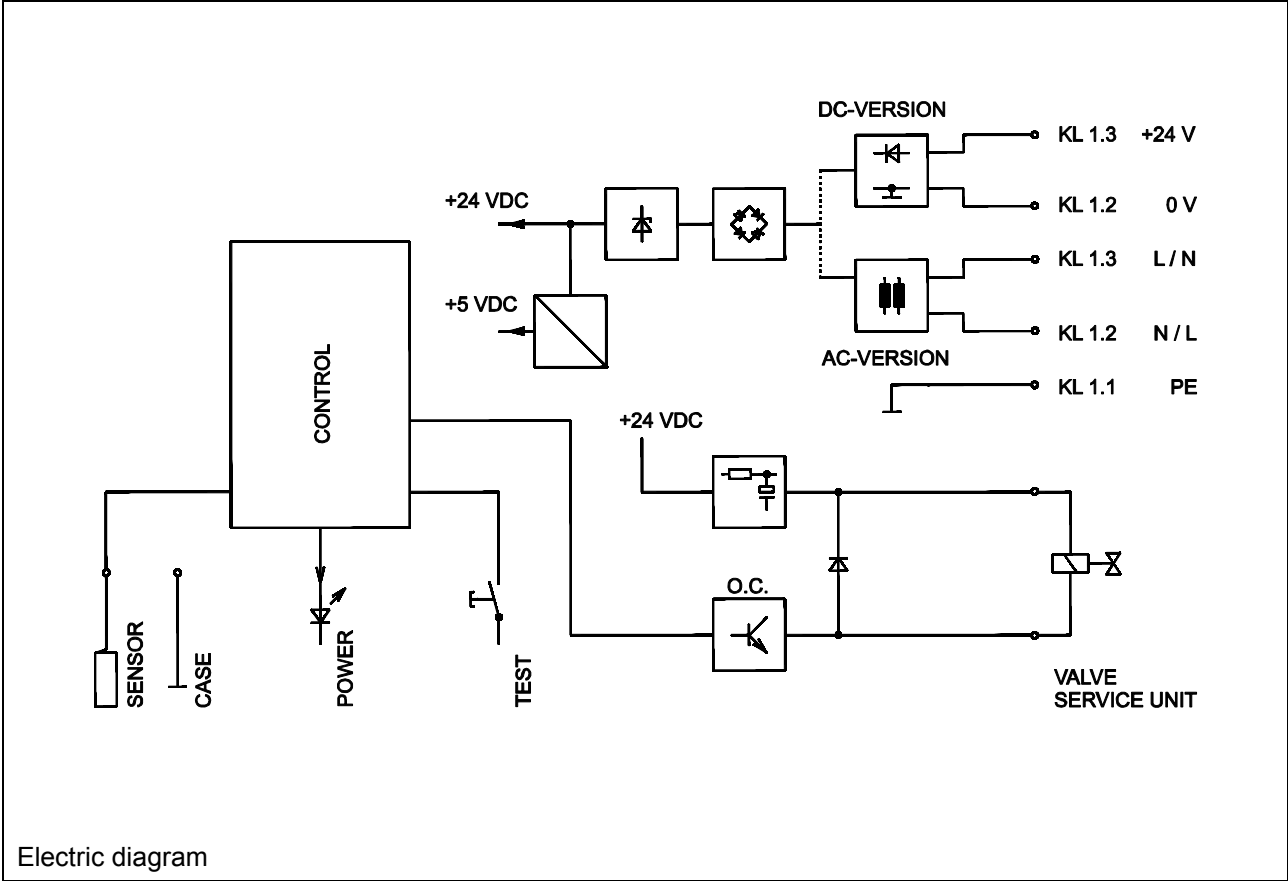 DC-VERSION
KL 1.3 +24 V
+24 VDC
KL 1.2 0 V
KL 1.3 L / N
+5 VDC
KL 1.2 N / L
AC-VERSION
KL 1.1 PE
CONTROL
+24 VDC
O.C.
SENSOR
CASE
POWER
TEST
VALVE
SERVICE UNIT
Electric diagram